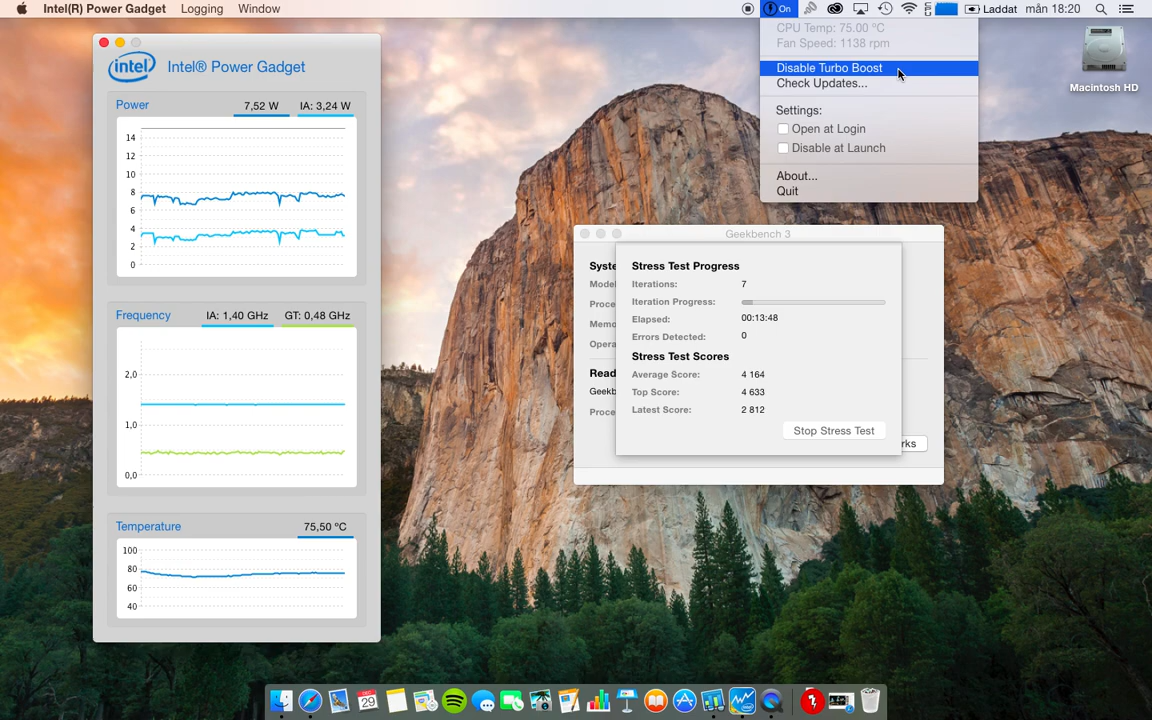 Intel(R) Power Gadget Logging Window
On
Laddat mån 18:20
CPU Temp: 75.00 ºC
Fan Speed: 1138 rpm
Disable Turbo Boost
Check Updates...
Settings:
Open at Login
Disable at Launch
About...
Quit
Macintosh HD
intel Intel® Power Gadget
Power 7,52 W IA: 3,24 W
14
12
10
8
6
4
2
0
Frequency IA: 1,40 GHz GT: 0,48 GHz
2,0
1,0
0,0
Temperature 75,50 ºC
100
80
60
40
Geekbench 3
Syste
Model
Proce
Memo
Opera
Read
Geekb
Proce
rks
Stress Test Progress
Iterations: 7
Iteration Progress:
Elapsed: 00:13:48
Errors Detected: 0
Stress Test Scores
Average Score: 4 164
Top Score: 4 633
Latest Score: 2 812
Stop Stress Test
29